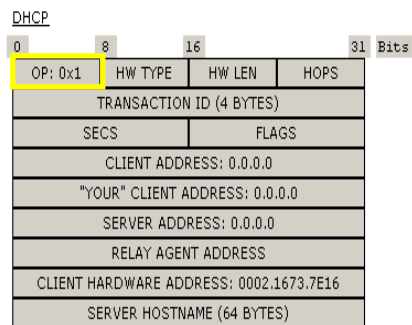 DHCP
0 8 16 31 Bits
OP: 0x1 HW TYPE HW LEN HOPS
TRANSACTION ID (4 BYTES)
SECS FLAGS
CLIENT ADDRESS: 0.0.0.0
"YOUR" CLIENT ADDRESS: 0.0.0.0
SERVER ADDRESS: 0.0.0.0
RELAY AGENT ADDRESS
CLIENT HARDWARE ADDRESS: 0002.1673.7E16
SERVER HOSTNAME (64 BYTES)